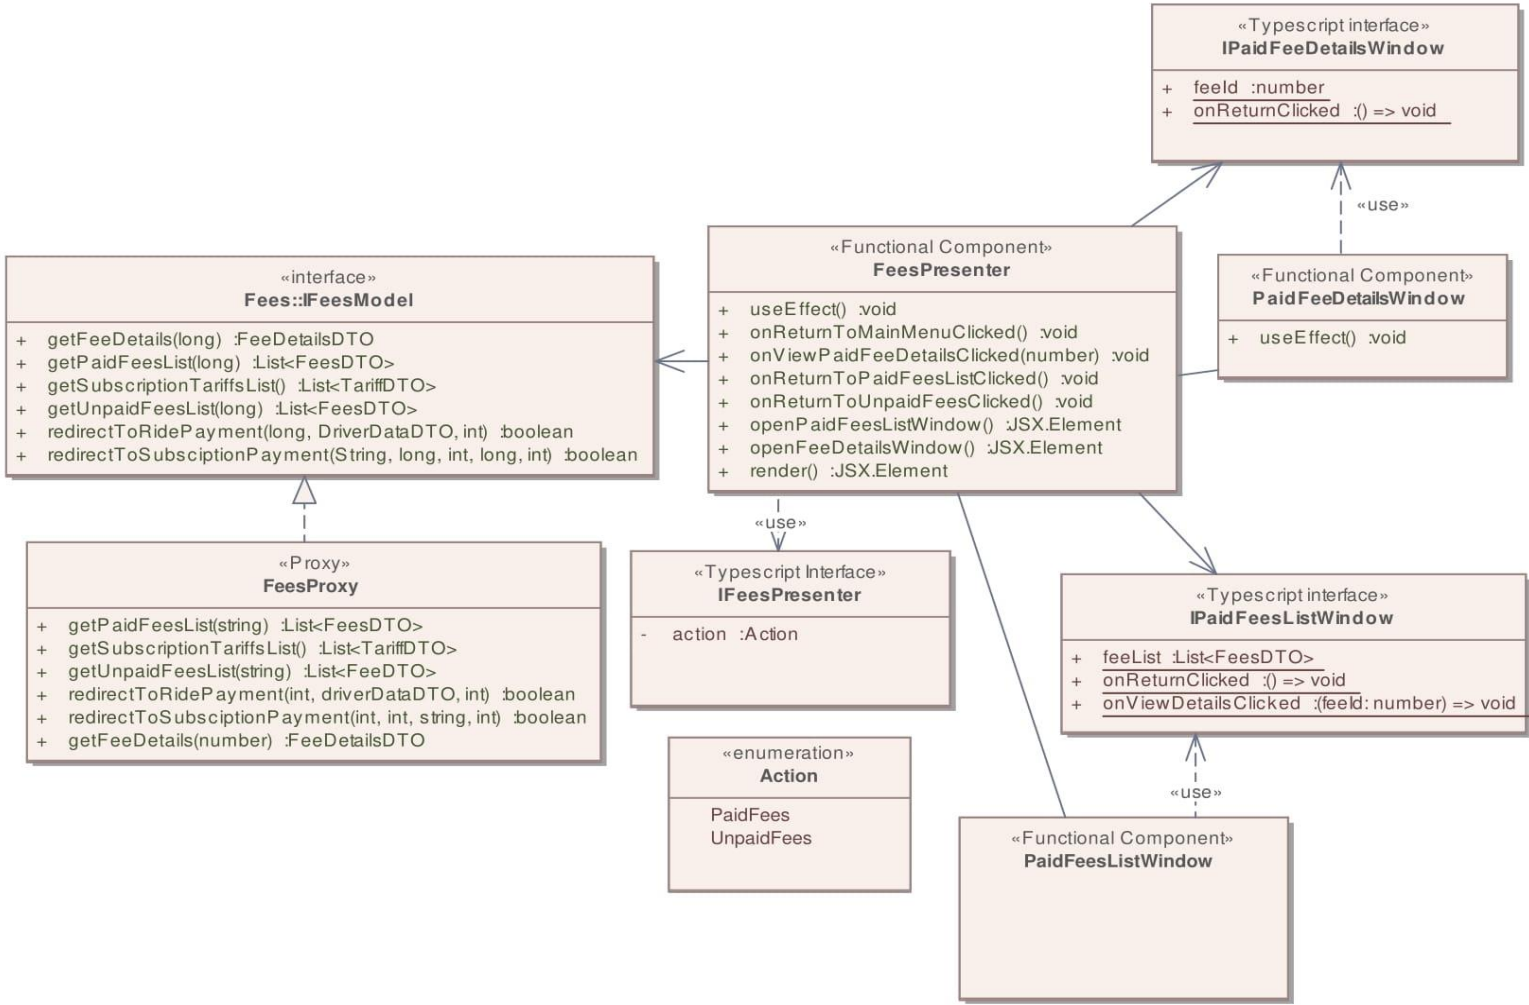 «Typescript interface»
IPaidFeeDetailsWindow
+ feeId :number
+ onReturnClicked :() => void
«use»
«Functional Component»
PaidFeeDetailsWindow
+ useEffect() :void
«Functional Component»
FeesPresenter
+ useEffect() :void
+ onReturnToMainMenuClicked() :void
+ onViewPaidFeeDetailsClicked(number) :void
+ onReturnToPaidFeesListClicked() :void
+ onReturnToUnpaidFeesClicked() :void
+ openPaidFeesListWindow() :JSX.Element
+ openFeeDetailsWindow() :JSX.Element
+ render() :JSX.Element
«interface»
Fees::IFeesModel
+ getFeeDetails(long) :FeeDetailsDTO
+ getPaidFeesList(long) :List<FeesDTO>
+ getSubscriptionTariffsList() :List<TariffDTO>
+ getUnpaidFeesList(long) :List<FeesDTO>
+ redirectToRidePayment(long, DriverDataDTO, int) :boolean
+ redirectToSubsciptionPayment(String, long, int, long, int) :boolean
«use»
«Proxy»
FeesProxy
+ getPaidFeesList(string) :List<FeesDTO>
+ getSubscriptionTariffsList() :List<TariffDTO>
+ getUnpaidFeesList(string) :List<FeeDTO>
+ redirectToRidePayment(int, driverDataDTO, int) :boolean
+ redirectToSubsciptionPayment(int, int, string, int) :boolean
+ getFeeDetails(number) :FeeDetailsDTO
«Typescript Interface»
IFeesPresenter
- action :Action
«Typescript interface»
IPaidFeesListWindow
+ feeList :List<FeesDTO>
+ onReturnClicked :() => void
+ onViewDetailsClicked :(feeId: number) => void
«enumeration»
Action
PaidFees
UnpaidFees
«use»
«Functional Component»
PaidFeesListWindow